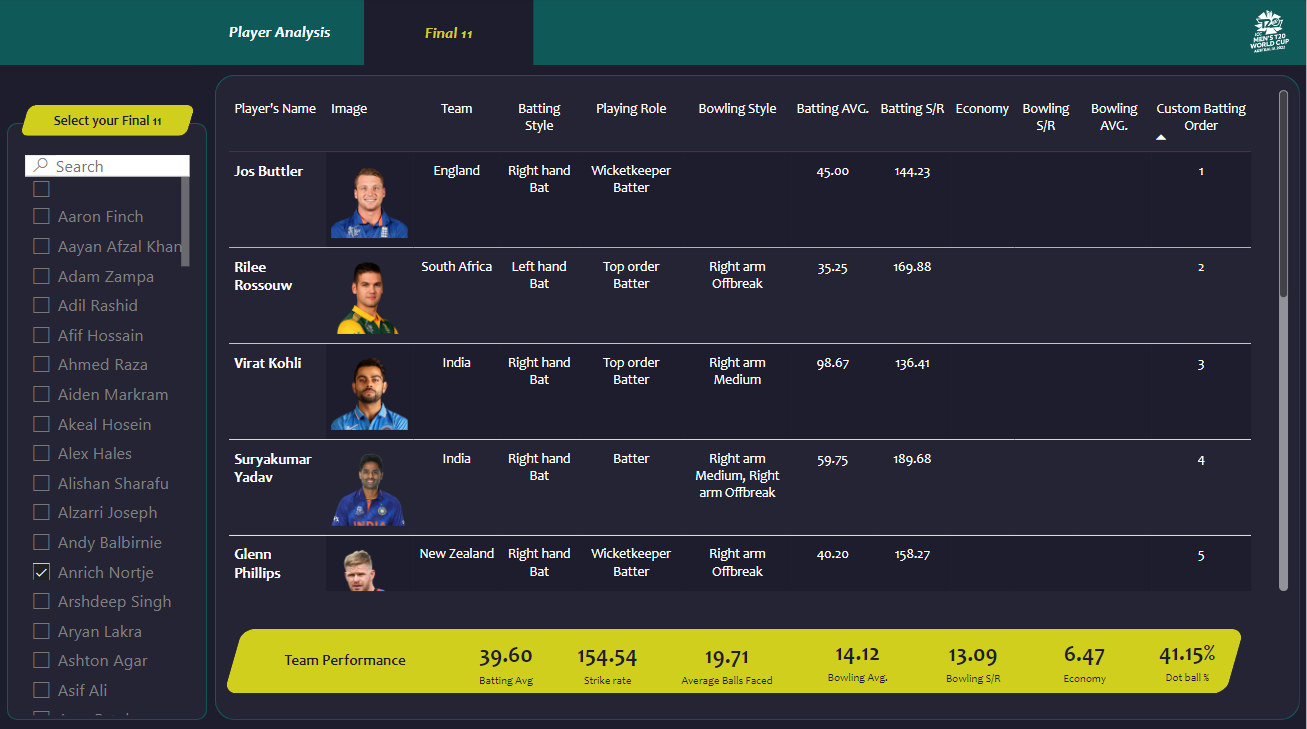 Player Analysis
Final 11
MEN'S T20
WORLD CUP
Select your Final 11
Search
Aaron Finch
Aayan Afzal Khan
Adam Zampa
Adil Rashid
Afif Hossain
Ahmed Raza
Aiden Markram
Akeal Hosein
Alex Hales
Alishan Sharafu
Alzarri Joseph
Andy Balbirnie
Anrich Nortje
Arshdeep Singh
Aryan Lakra
Ashton Agar
Asif Ali
Player's Name Image Team Batting Style Playing Role Bowling Style Batting AVG. Batting S/R Economy Bowling S/R Bowling AVG. Custom Batting Order
Jos Buttler England Right hand Bat Wicketkeeper Batter 45.00 144.23 1
Rilee Rossouw South Africa Left hand Bat Top order Batter Right arm Offbreak 35.25 169.88 2
Virat Kohli India Right hand Bat Top order Batter Right arm Medium 98.67 136.41 3
Suryakumar Yadav India Right hand Bat Batter Right arm Medium, Right arm Offbreak 59.75 189.68 4
INDIA
Glenn Phillips New Zealand Right hand Bat Wicketkeeper Batter Right arm Offbreak 40.20 158.27 5
Team Performance
39.60 154.54 19.71 14.12 13.09 6.47 41.15%
Batting Avg Strike rate Average Balls Faced Bowling Avg. Bowling S/R Economy Dot ball %